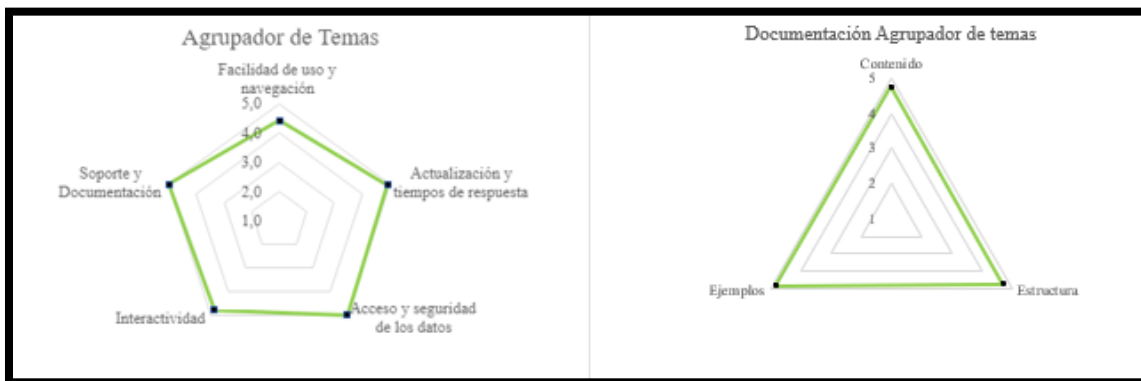 Agrupador de Temas
Facilidad de uso y
navegación
5,0
4,0
3,0
2,0
1,0
Actualización y
tiempos de respuesta
Acceso y seguridad
de los datos
Interactividad
Soporte y
Documentación
Documentación Agrupador de temas
Contenido
5
4
3
2
1
Estructura
Ejemplos